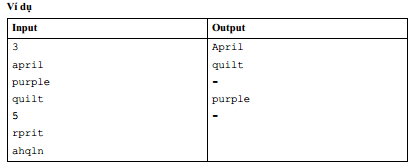 Ví dụ
Input Output
3 April
april quilt
purple -
quilt purple
5 -
rprit
ahqln